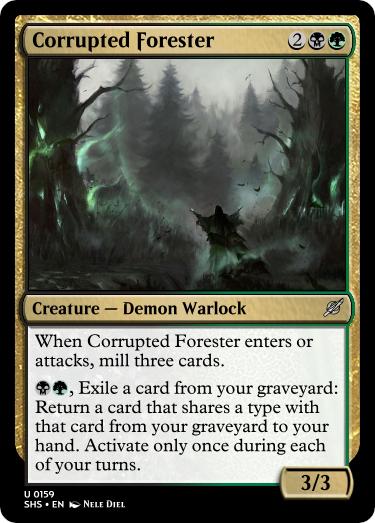 Corrupted Forester 2
Creature — Demon Warlock
When Corrupted Forester enters or
attacks, mill three cards.
, Exile a card from your graveyard:
Return a card that shares a type with
that card from your graveyard to your
hand. Activate only once during each
of your turns.
3/3
U 0159
SHS • EN Nele Diel